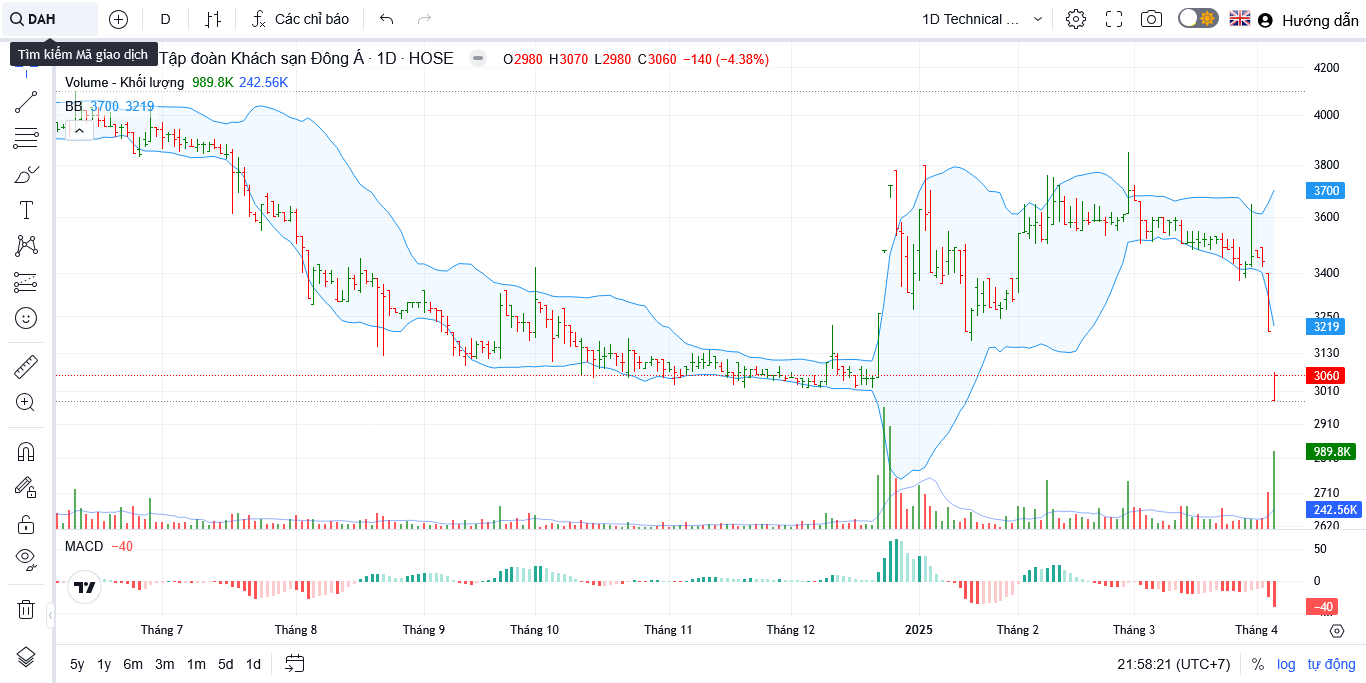 DAH
D
Các chỉ báo
1D Technical ...
Hướng dẫn
Tìm kiếm Mã giao dịch
Tập đoàn Khách sạn Đông Á · 1D · HOSE
O2980 H3070 L2980 C3060 −140 (−4.38%)
Volume - Khối lượng 989.8K 242.56K
BB 3700 3219
4200
4000
3800
3700
3600
3400
3250
3219
3130
3060
3010
2910
989.8K
2710
242.56K
2620
MACD −40
50
0
−40
Tháng 7
Tháng 8
Tháng 9
Tháng 10
Tháng 11
Tháng 12
2025
Tháng 2
Tháng 3
Tháng 4
5y 1y 6m 3m 1m 5d 1d
21:58:21 (UTC+7)
% log tự động